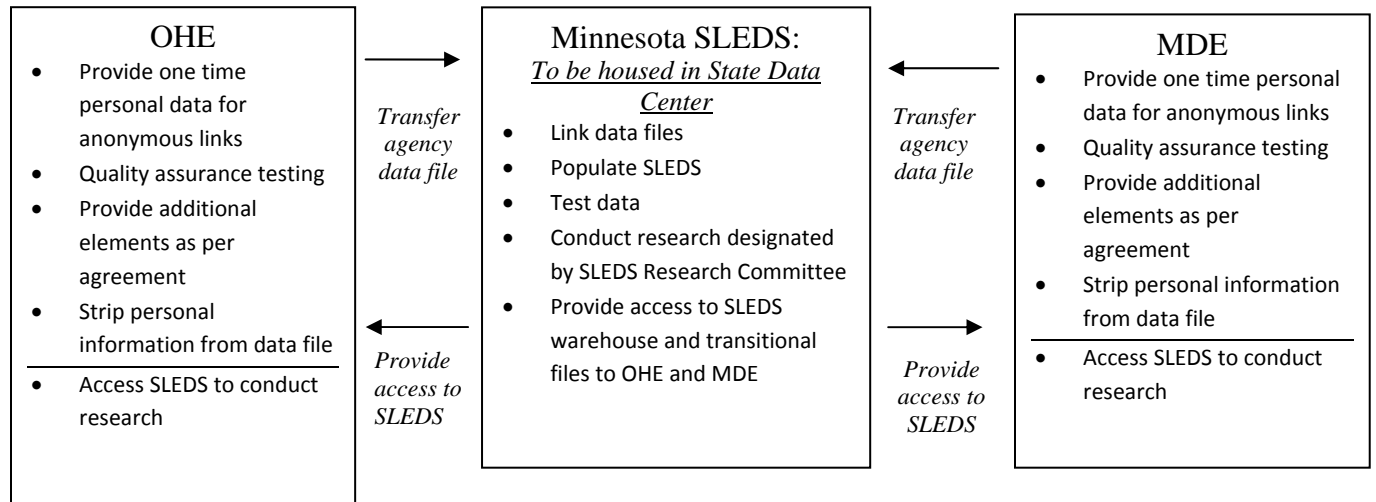 OHE
• Provide one time
personal data for
anonymous links
• Quality assurance testing
• Provide additional
elements as per
agreement
• Strip personal
information from data file
• Access SLEDS to conduct
research
Transfer
agency
data file
Provide
access to
SLEDS
Minnesota SLEDS:
To be housed in State Data
Center
• Link data files
• Populate SLEDS
• Test data
• Conduct research designated
by SLEDS Research Committee
• Provide access to SLEDS
warehouse and transitional
files to OHE and MDE
Transfer
agency
data file
Provide
access to
SLEDS
MDE
• Provide one time personal
data for anonymous links
• Quality assurance testing
• Provide additional
elements as per
agreement
• Strip personal information
from data file
• Access SLEDS to conduct
research